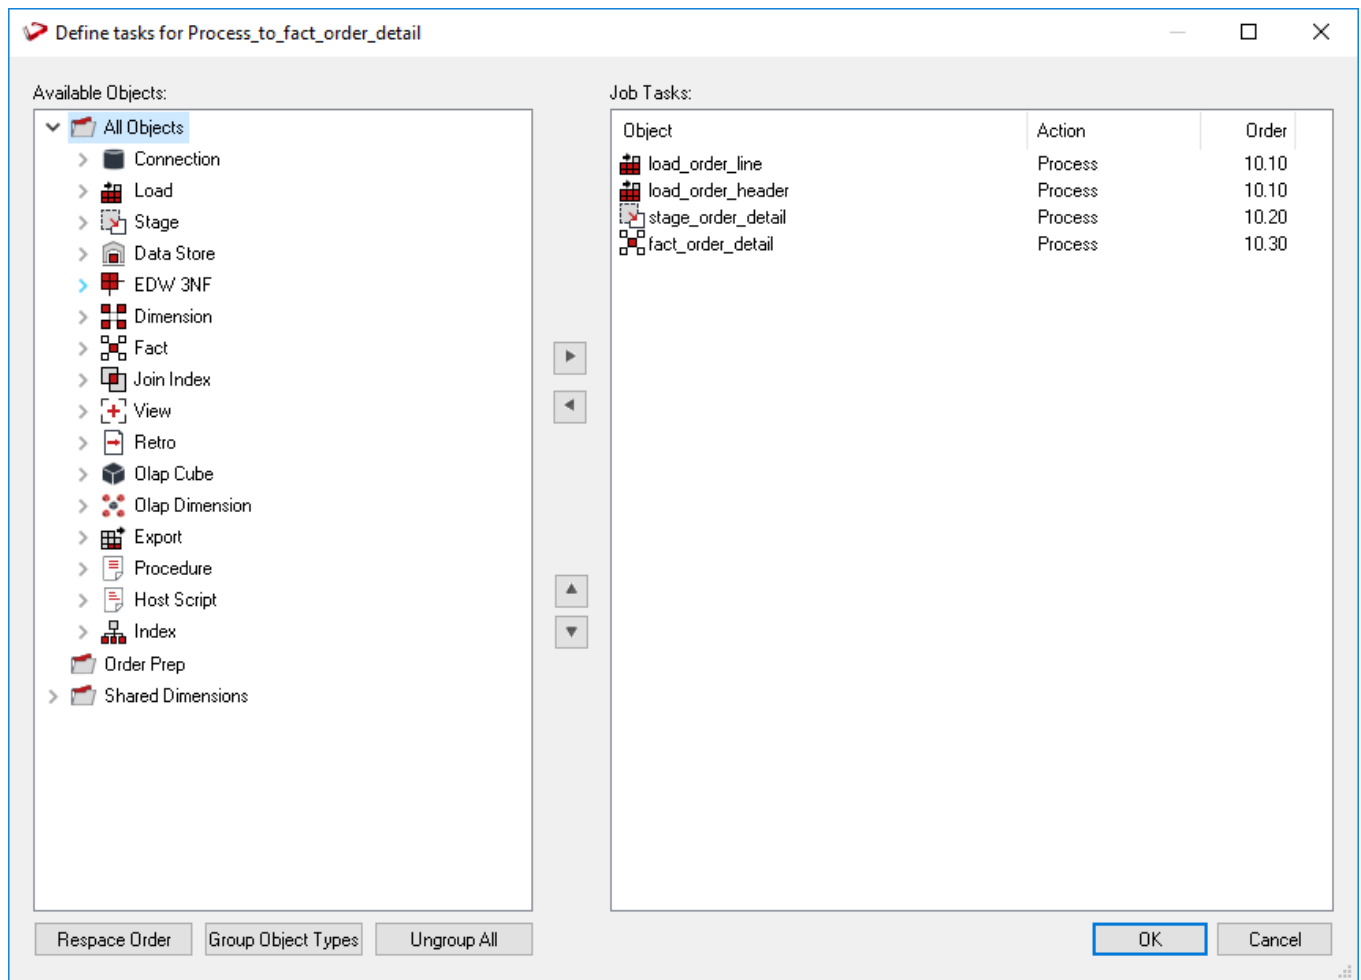 Define tasks for Process_to_fact_order_detail
Available Objects:
All Objects
Connection
Load
Stage
Data Store
EDW 3NF
Dimension
Fact
Join Index
View
Retro
Olap Cube
Olap Dimension
Export
Procedure
Host Script
Index
Order Prep
Shared Dimensions
Respace Order Group Object Types Ungroup All
Job Tasks:
Object Action Order
load_order_line Process 10.10
load_order_header Process 10.10
stage_order_detail Process 10.20
fact_order_detail Process 10.30
OK Cancel